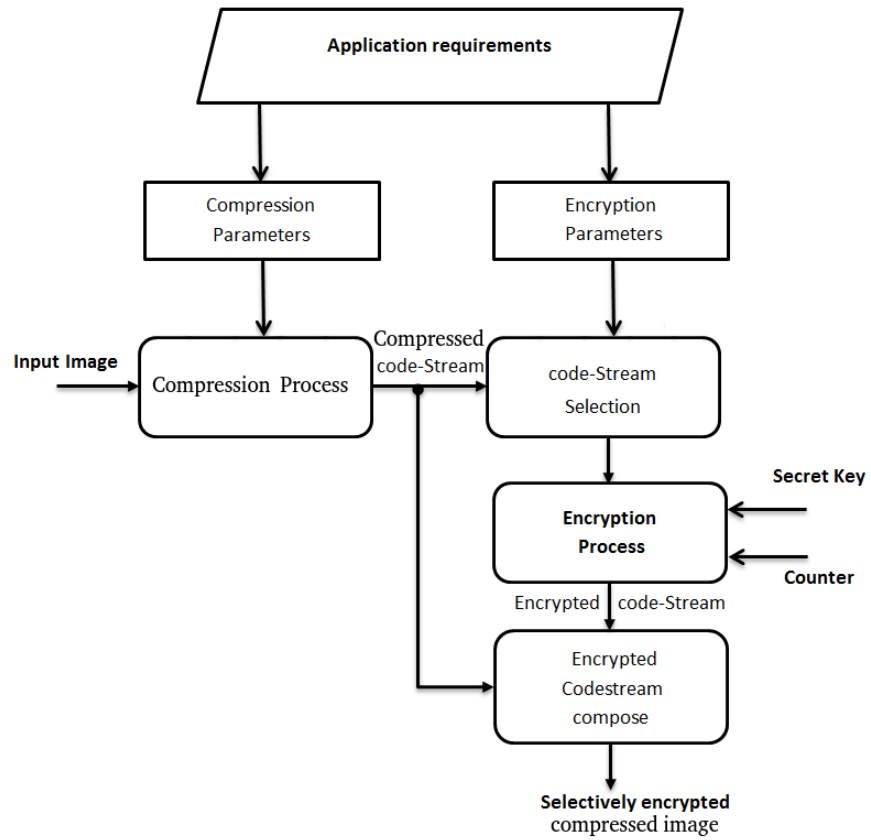 Application requirements
Compression
Parameters
Encryption
Parameters
Input Image
Compression Process
Compressed
code-Stream
code-Stream
Selection
Secret Key
Encryption
Process
Counter
Encrypted code-Stream
Encrypted
Codestream
compose
Selectively encrypted
compressed image